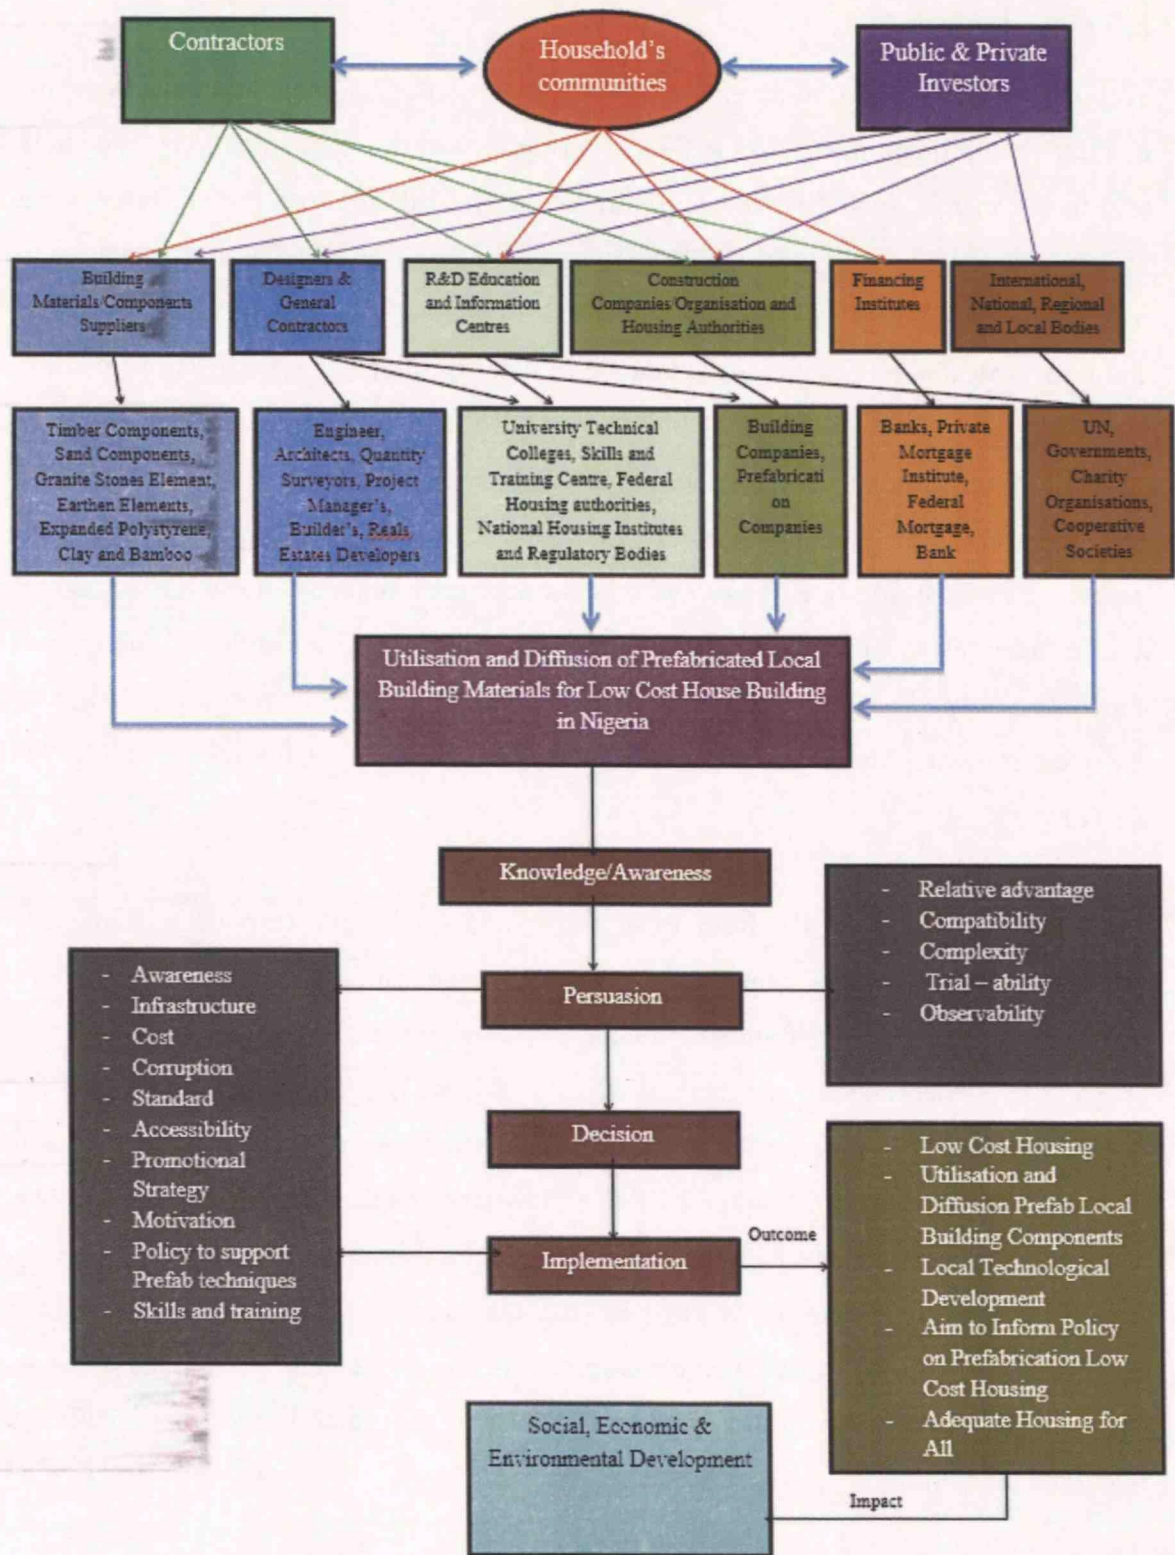 Contractors
Household's
communities
Public & Private
Investors
Building
Materials/Components
Suppliers
Designers &
General
Contractors
R&D Education
and Information
Centres
Construction
Companies/Organisation and
Housing Authorities
Financing
Institutes
International,
National, Regional
and Local Bodies
Timber Components,
Sand Components,
Granite Stones Element,
Earthen Elements,
Expanded Polystyrene,
Clay and Bamboo
Engineer,
Architects, Quantity
Surveyors, Project
Manager's,
Builder's, Reals
Estates Developers
University Technical
Colleges, Skills and
Training Centre, Federal
Housing authorities,
National Housing Institutes
and Regulatory Bodies
Building
Companies,
Prefabricati
on
Companies
Banks, Private
Mortgage
Institute,
Federal
Mortgage,
Bank
UN,
Governments,
Charity
Organisations,
Cooperative
Societies
Utilisation and Diffusion of Prefabricated Local
Building Materials for Low Cost House Building
in Nigeria
Knowledge/Awareness
- Relative advantage
- Compatibility
- Complexity
- Trial – ability
- Observability
Persuasion
- Awareness
- Infrastructure
- Cost
- Corruption
- Standard
- Accessibility
- Promotional
Strategy
- Motivation
- Policy to support
Prefab techniques
- Skills and training
Decision
Implementation
Outcome
- Low Cost Housing
- Utilisation and
Diffusion Prefab Local
Building Components
- Local Technological
Development
- Aim to Inform Policy
on Prefabrication Low
Cost Housing
- Adequate Housing for
All
Social, Economic &
Environmental Development
Impact